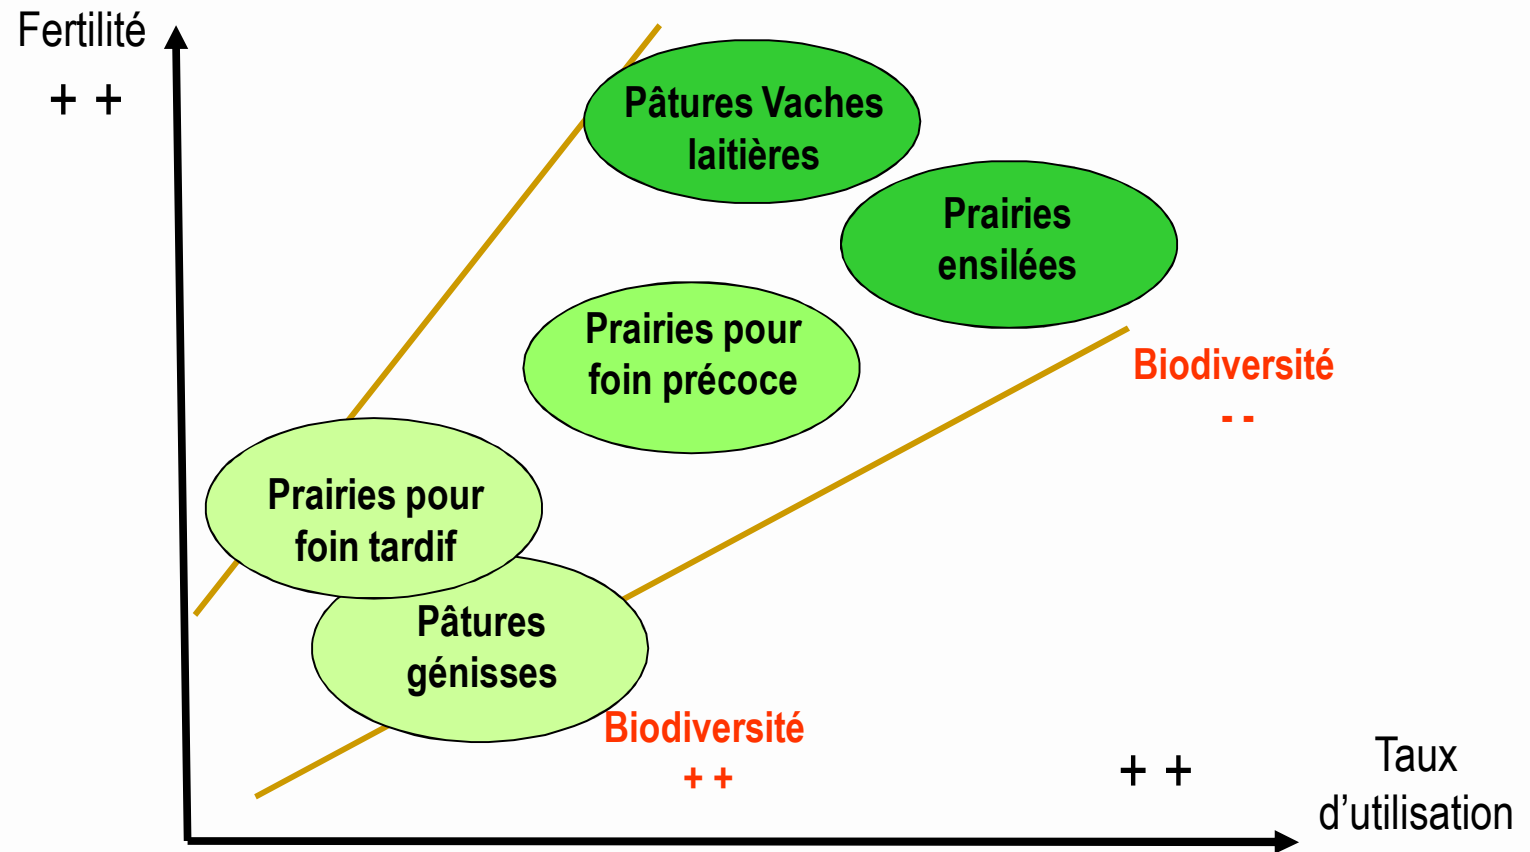 Fertilité
+ +
Pâtures Vaches
laitières
Prairies
ensilées
Prairies pour
foin précoce
Biodiversité
- -
Prairies pour
foin tardif
Pâtures
génisses
Biodiversité
+ +
+ +
Taux
d’utilisation